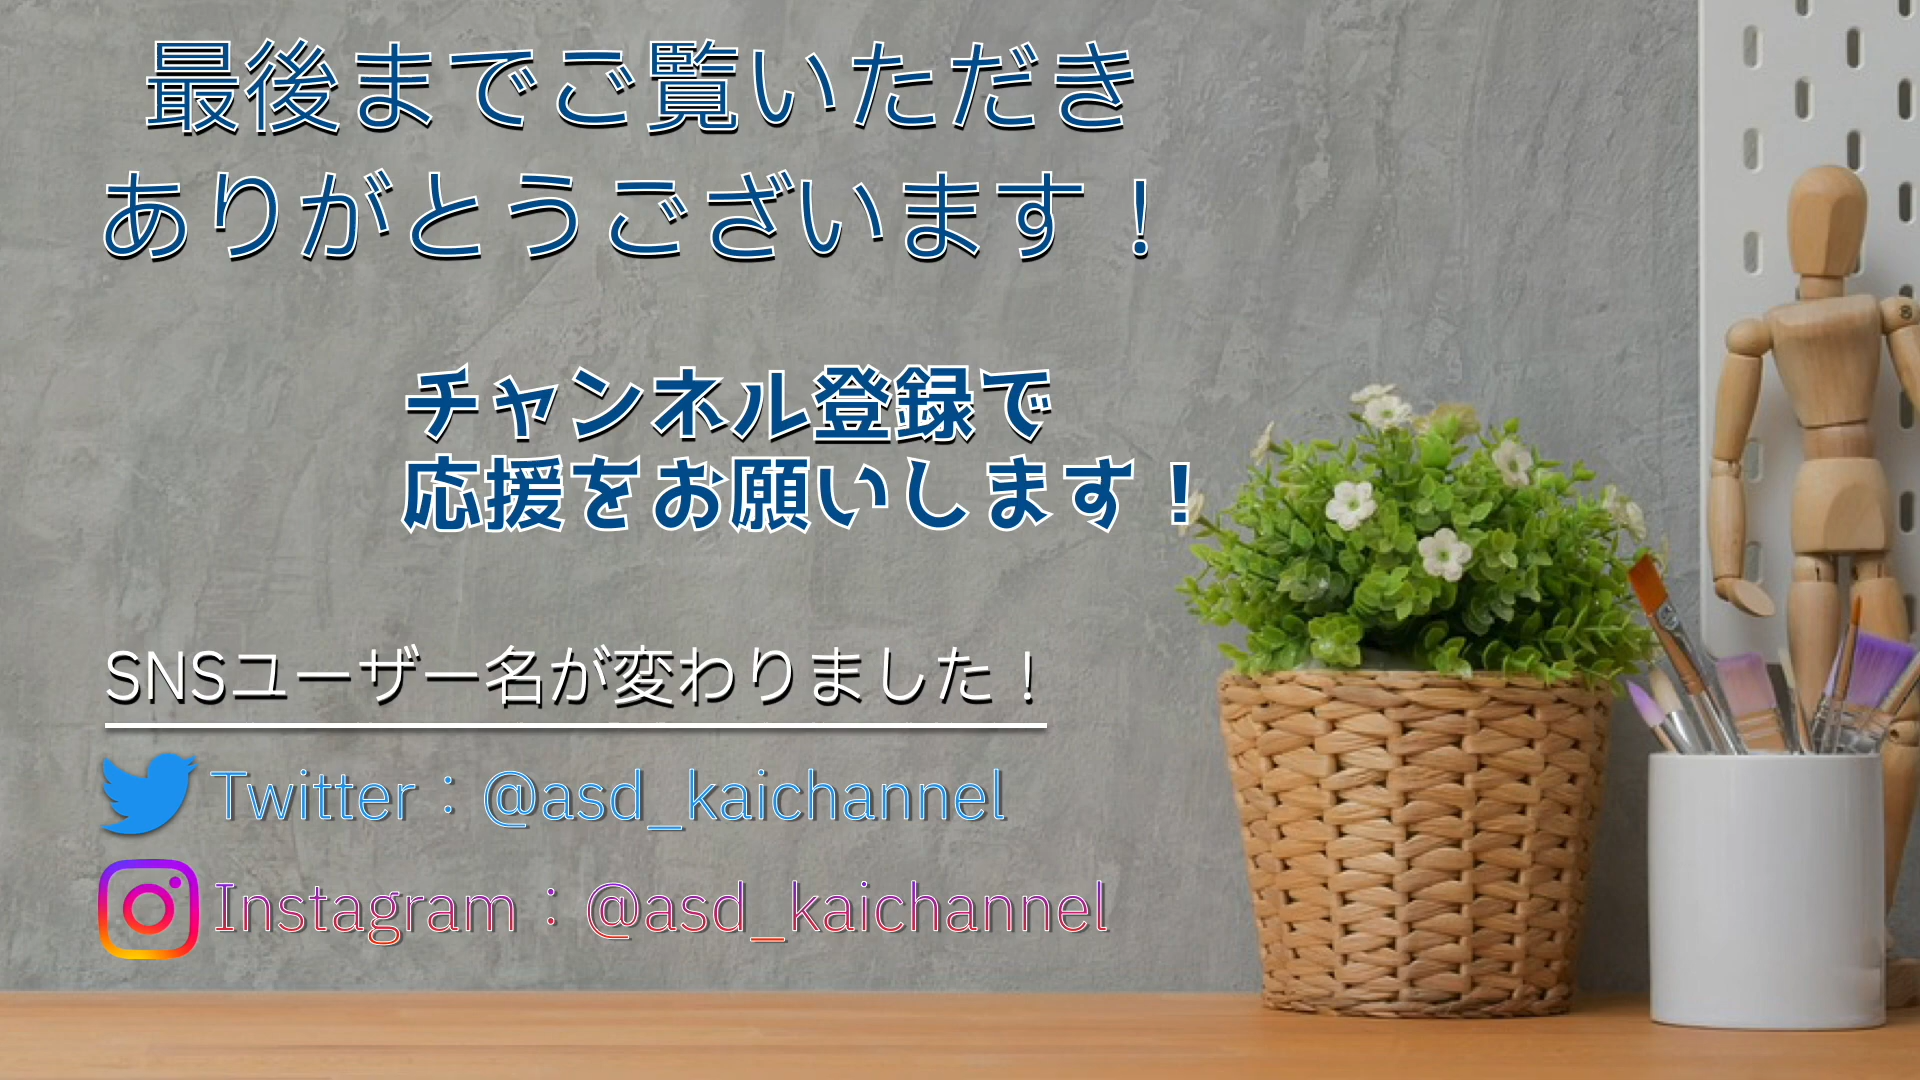 最後までご覧いただき
ありがとうございます！
チャンネル登録で
応援をお願いします！
SNSユーザー名が変わりました！
Twitter：@asd_kaichannel
Instagram：@asd_kaichannel